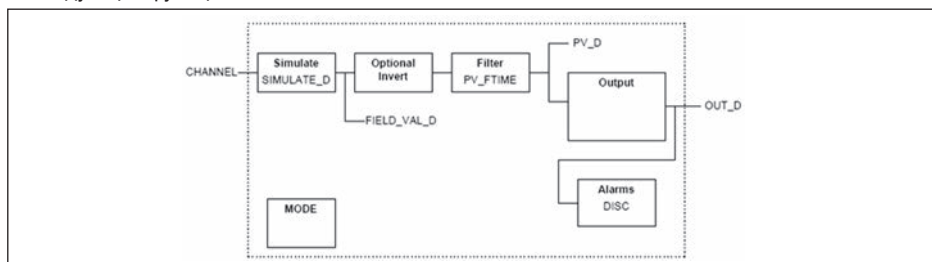 CHANNEL
Simulate
SIMULATE_D
Optional
Invert
Filter
PV_FTIME
PV_D
Output
OUT_D
FIELD_VAL_D
Alarms
DISC
MODE